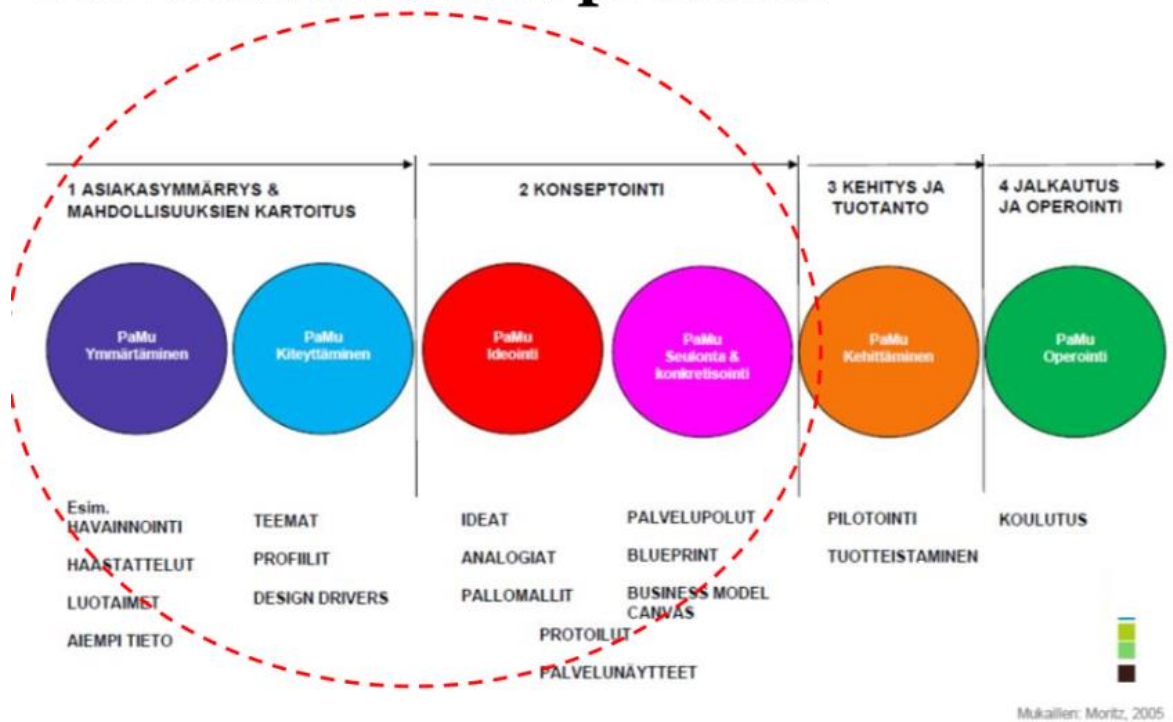 1 ASIAKASYMMÄRRYS &
MAHDOLLISUUKSIEN KARTOITUS
2 KONSEPTOINTI
3 KEHITYS JA
TUOTANTO
4 JALKAUTUS
JA OPEROINTI
PaMu
Ymmärtäminen
PaMu
Kiteyttäminen
PaMu
Ideointi
PaMu
Seulonta &
konkretisointi
PaMu
Kehittäminen
PaMu
Operointi
Esim.
HAVAINNOINTI
HAASTATTELUT
LUOTAIMET
AIEMPI TIETO
TEEMAT
PROFIILIT
DESIGN DRIVERS
IDEAT
ANALOGIAT
PALLOMALLIT
PROTOILUT
PALVELUNÄYTTEET
PALVELUPOLUT
BLUEPRINT
BUSINESS MODEL
CANVAS
PILOTOINTI
TUOTTEISTAMINEN
KOULUTUS
Mukaillen: Moritz, 2005